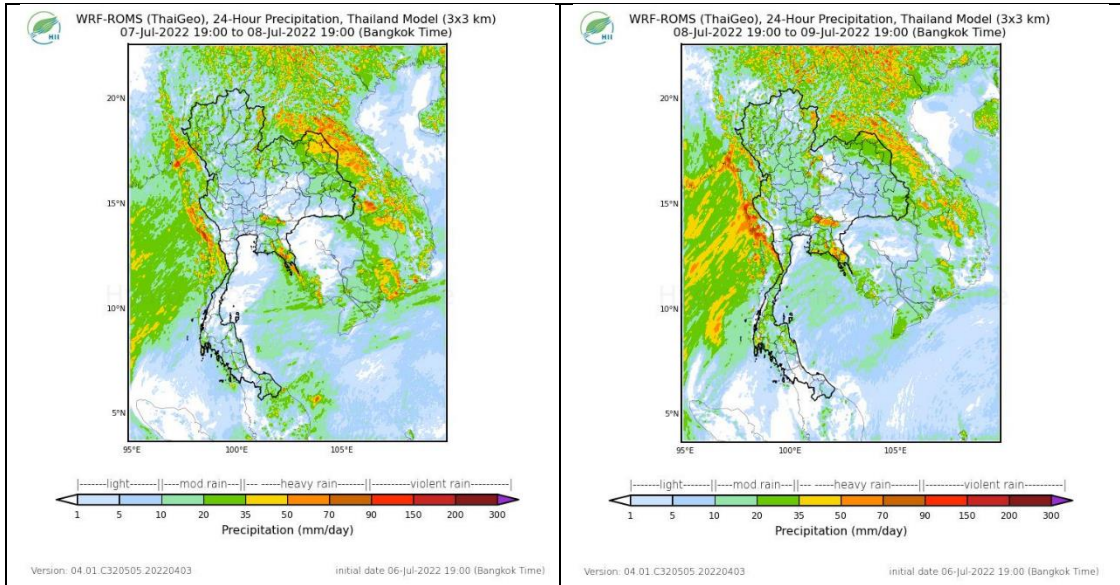 HII
WRF-ROMS (ThaiGeo), 24-Hour Precipitation, Thailand Model (3x3 km)
07-Jul-2022 19:00 to 08-Jul-2022 19:00 (Bangkok Time)
20°N
15°N
10°N
5°N
95°E 100°E 105°E
|------light------||----mod rain---||--- ----heavy rain---||----------violent rain---------|
1 5 10 20 35 50 70 90 150 200 300
Precipitation (mm/day)
Version: 04.01.C320505.20220403 initial date 06-Jul-2022 19:00 (Bangkok Time)
HII
WRF-ROMS (ThaiGeo), 24-Hour Precipitation, Thailand Model (3x3 km)
08-Jul-2022 19:00 to 09-Jul-2022 19:00 (Bangkok Time)
20°N
15°N
10°N
5°N
95°E 100°E 105°E
|------light------||----mod rain---||--- ----heavy rain---||----------violent rain---------|
1 5 10 20 35 50 70 90 150 200 300
Precipitation (mm/day)
Version: 04.01.C320505.20220403 initial date 06-Jul-2022 19:00 (Bangkok Time)